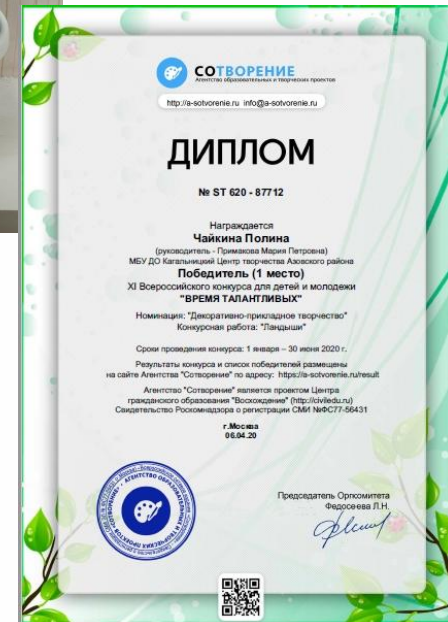 СОТВОРЕНИЕ
Агентство образовательных и творческих проектов
http://a-sotvorenie.ru info@a-sotvorenie.ru
ДИПЛОМ
№ ST 620 - 87712
Награждается
Чайкина Полина
(руководитель - Примакова Мария Петровна)
МБУ ДО Кагальницкий Центр творчества Азовского района
Победитель (1 место)
XI Всероссийского конкурса для детей и молодежи
"ВРЕМЯ ТАЛАНТЛИВЫХ"
Номинация: "Декоративно-прикладное творчество"
Конкурсная работа: "Ландыши"
Сроки проведения конкурса: 1 января – 30 июня 2020 г.
Результаты конкурса и список победителей размещены
на сайте Агентства "Сотворение" по адресу: https://a-sotvorenie.ru/result
Агентство "Сотворение" является проектом Центра
гражданского образования "Восхождение" (http://civiledu.ru)
Свидетельство Роскомнадзора о регистрации СМИ №ФС77-56431
г.Москва
06.04.20
Председатель Оргкомитета
Федосеева Л.Н.